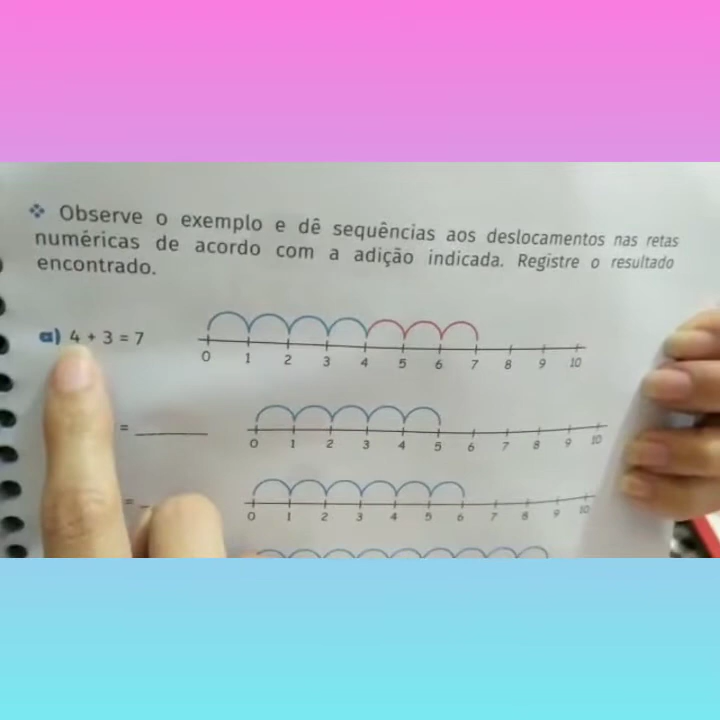 ❖ Observe o exemplo e dê sequências aos deslocamentos nas retas
numéricas de acordo com a adição indicada. Registre o resultado
encontrado.
a) 4 + 3 = 7
0 1 2 3 4 5 6 7 8 9 10
= ________
0 1 2 3 4 5 6 7 8 9 10
= _
0 1 2 3 4 5 6 7 8 9 10